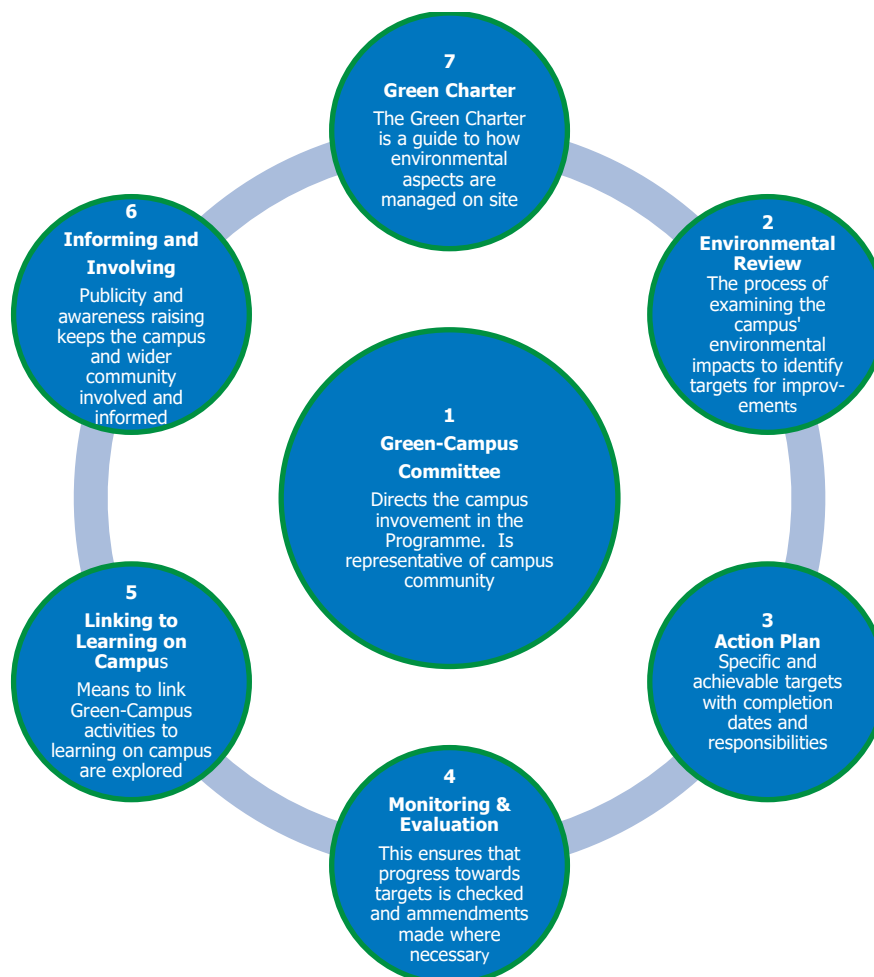 7
Green Charter
The Green Charter
is a guide to how
environmental
aspects are
managed on site
6
Informing and
Involving
Publicity and
awareness raising
keeps the campus
and wider
community
involved and
informed
2
Environmental
Review
The process of
examining the
campus'
environmental
impacts to identify
targets for improv-
ements
1
Green-Campus
Committee
Directs the campus
invovement in the
Programme. Is
representative of campus
community
5
Linking to
Learning on
Campus
Means to link
Green-Campus
activities to
learning on campus
are explored
3
Action Plan
Specific and
achievable targets
with completion
dates and
responsibilities
4
Monitoring &
Evaluation
This ensures that
progress towards
targets is checked
and ammendments
made where
necessary